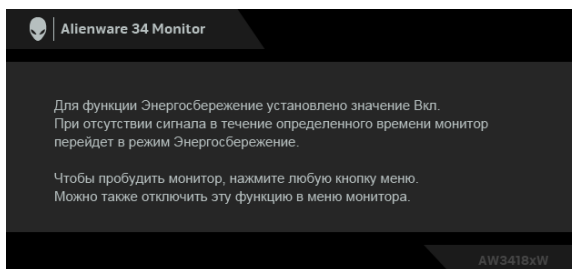 Alienware 34 Monitor
Для функции Энергосбережение установлено значение Вкл.
При отсутствии сигнала в течение определенного времени монитор
перейдет в режим Энергосбережение.
Чтобы пробудить монитор, нажмите любую кнопку меню.
Можно также отключить эту функцию в меню монитора.
AW3418xW